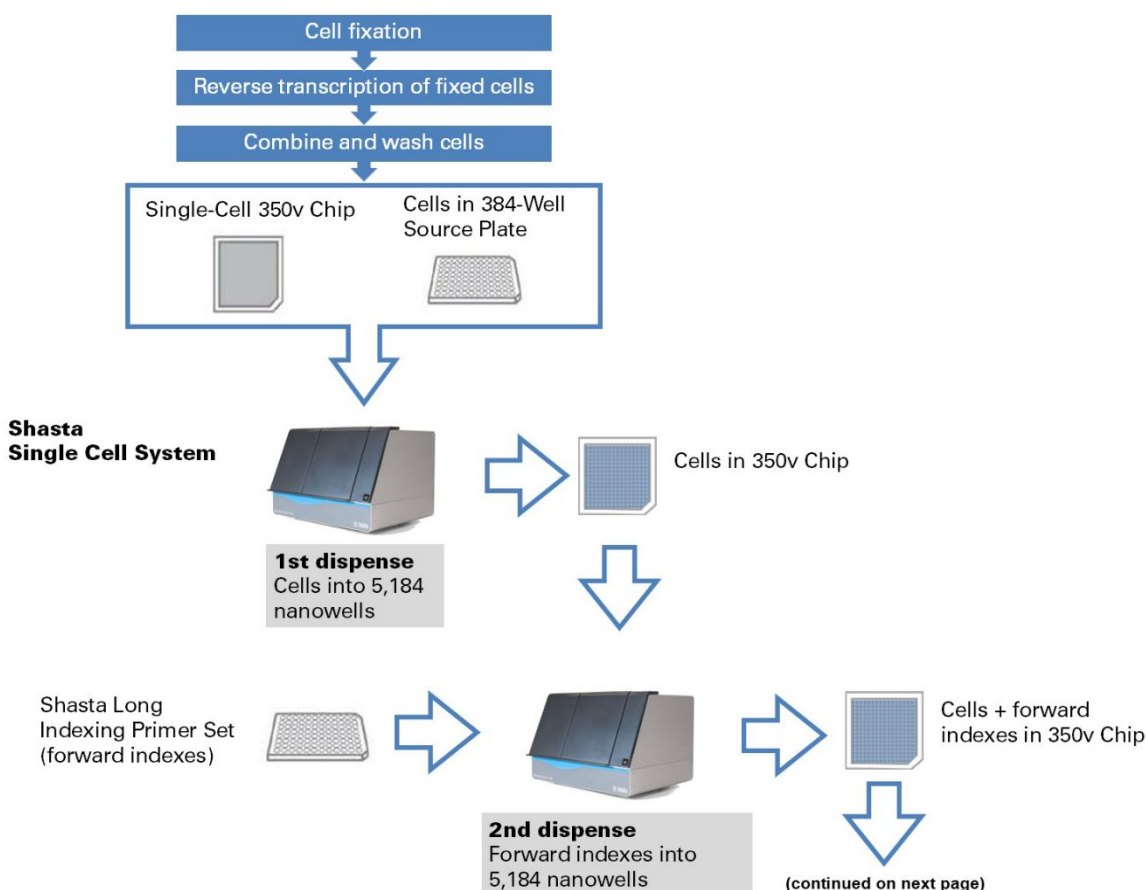 Cell fixation
Reverse transcription of fixed cells
Combine and wash cells
Single-Cell 350v Chip
Cells in 384-Well
Source Plate
Shasta
Single Cell System
Cells in 350v Chip
1st dispense
Cells into 5,184
nanowells
Shasta Long
Indexing Primer Set
(forward indexes)
Cells + forward
indexes in 350v Chip
2nd dispense
Forward indexes into
5,184 nanowells
(continued on next page)